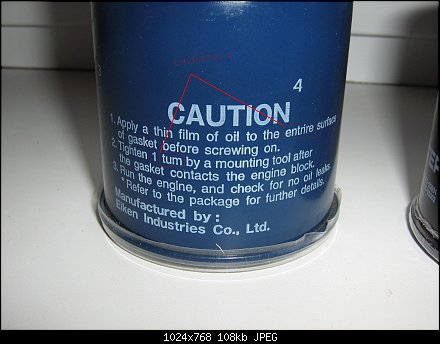 4
CAUTION
1. Apply a thin film of oil to the entrire surface
of gasket before screwing on.
2. Tighten 1 tum by a mounting tool after
the gasket contacts the engine block.
3. Run the engine, and check for no oil leaks.
Refer to the package for further details.
Manufactured by :
Eiken Industries Co., Ltd.
1024x768 108kb JPEG